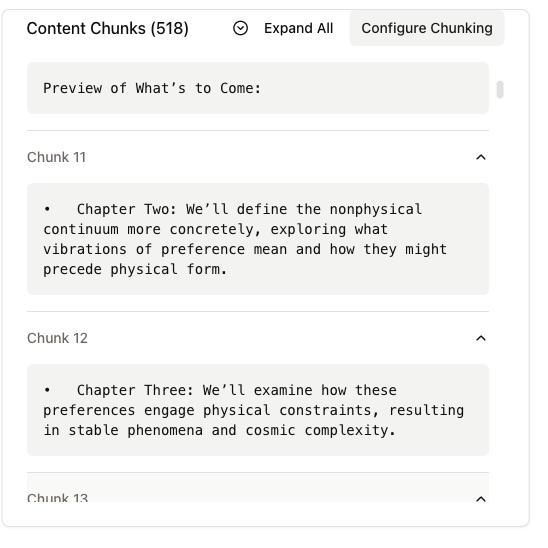 Content Chunks (518)
Expand All
Configure Chunking
Preview of What’s to Come:
Chunk 11
• Chapter Two: We’ll define the nonphysical
continuum more concretely, exploring what
vibrations of preference mean and how they might
precede physical form.
Chunk 12
• Chapter Three: We’ll examine how these
preferences engage physical constraints, resulting
in stable phenomena and cosmic complexity.
Chunk 13